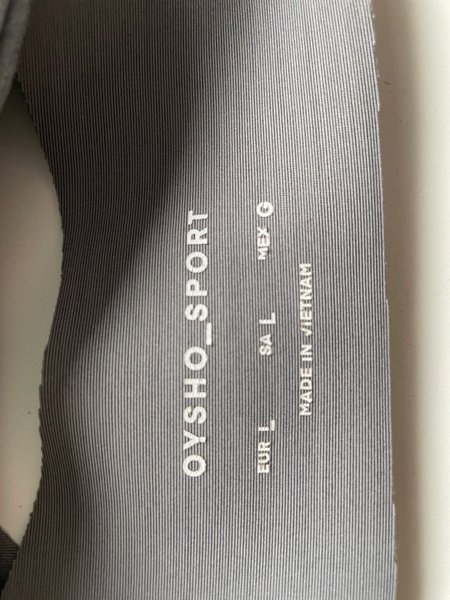 OYSHO_SPORT
EUR L SA L MEX G
MADE IN VIETNAM